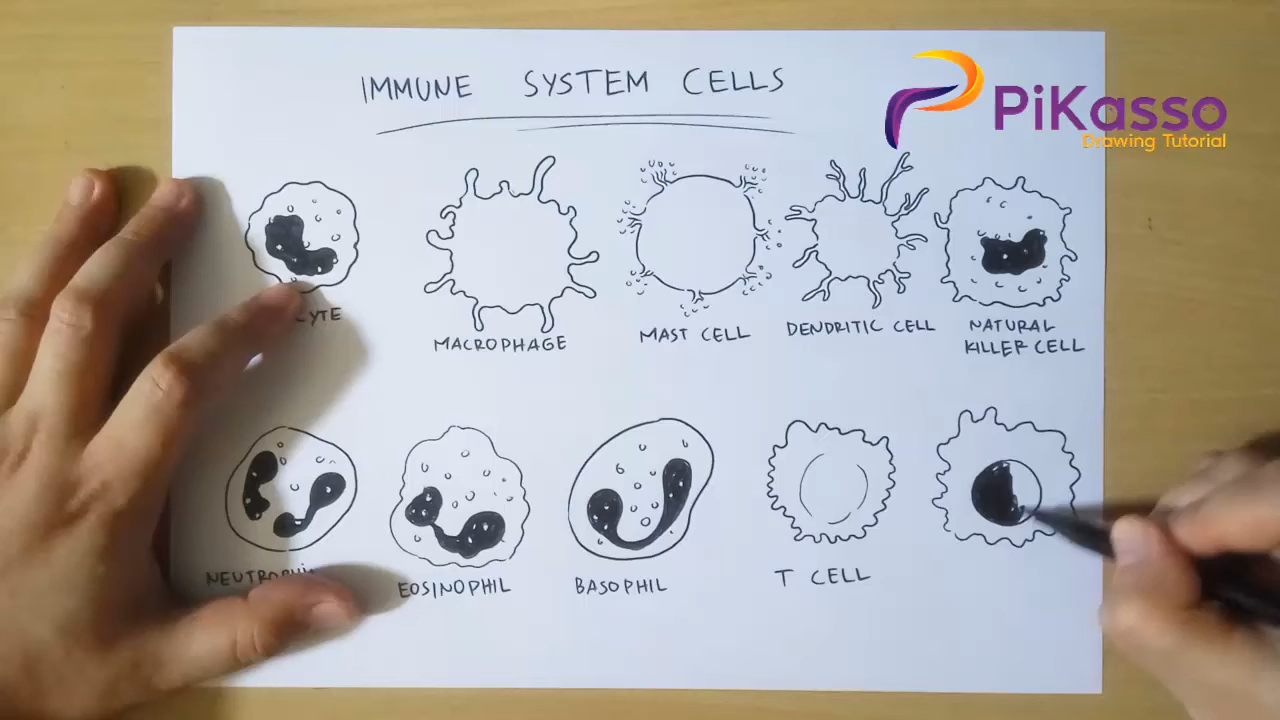 IMMUNE SYSTEM CELLS
PiKasso
Drawing Tutorial
MACROPHAGE
MAST CELL
DENDRITIC CELL
NATURAL
KILLER CELL
EOSINOPHIL
BASOPHIL
T CELL